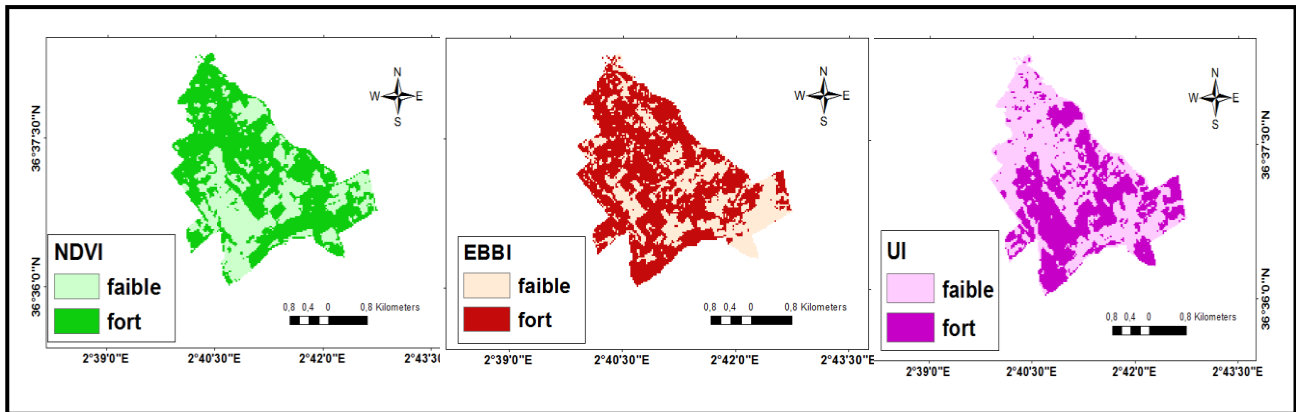 N
W E
S
36°37'30"N
36°36'0"N
NDVI
faible
fort
0,8 0,4 0 0,8 Kilometers
2°39'0"E 2°40'30"E 2°42'0"E 2°43'30
N
W E
S
EBBI
faible
fort
0,8 0,4 0 0,8 Kilometers
2°39'0"E 2°40'30"E 2°42'0"E 2°43'30"E
N
W E
S
36°37'30"N
36°36'0"N
UI
faible
fort
0,8 0,4 0 0,8 Kilometers
2°39'0"E 2°40'30"E 2°42'0"E 2°43'30"E